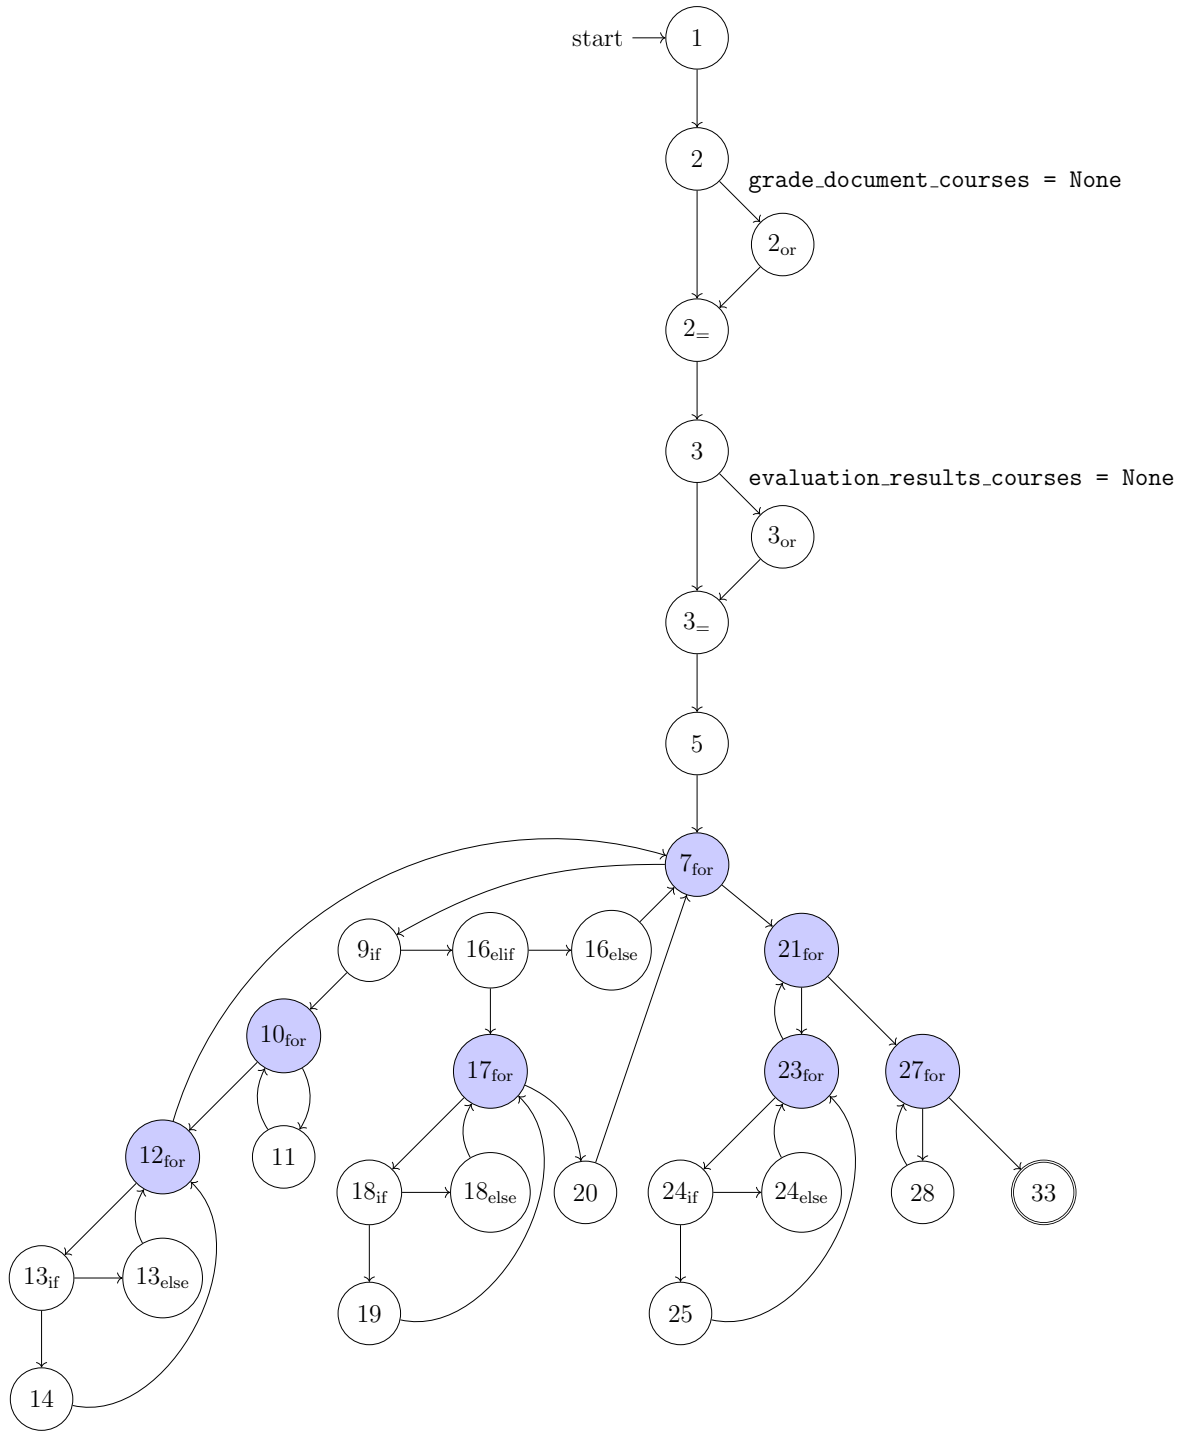 start
1
2
grade_document_courses = None
2or
2=
3
evaluation_results_courses = None
3or
3=
5
7for
9if
16elif
16else
21for
10for
17for
23for
27for
12for
11
18if
18else
20
24if
24else
28
33
13if
13else
19
25
14